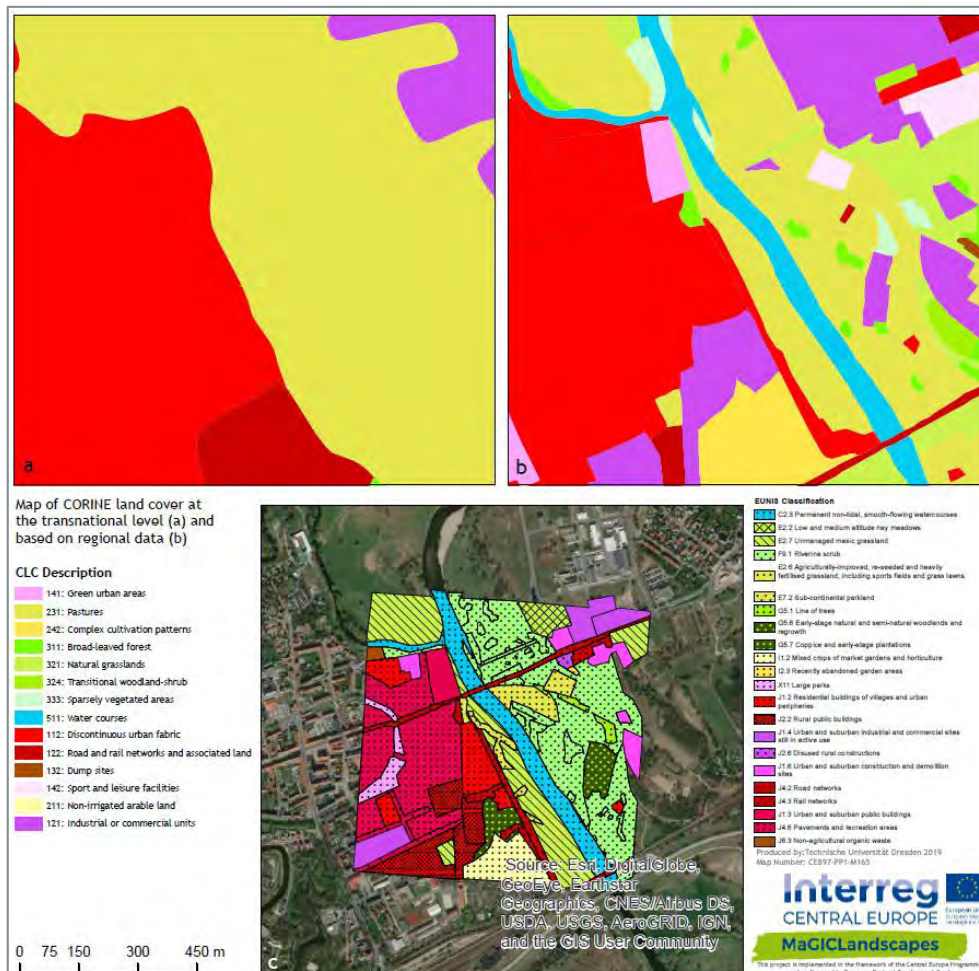 a
b
Map of CORINE land cover at
the transnational level (a) and
based on regional data (b)
CLC Description
141: Green urban areas
231: Pastures
242: Complex cultivation patterns
311: Broad-leaved forest
321: Natural grasslands
324: Transitional woodland-shrub
333: Sparsely vegetated areas
511: Water courses
112: Discontinuous urban fabric
122: Road and rail networks and associated land
132: Dump sites
142: Sport and leisure facilities
211: Non-irrigated arable land
121: Industrial or commercial units
0 75 150 300 450 m
c
Source: Esri, DigitalGlobe,
GeoEye, Earthstar
Geographics, CNES/Airbus DS,
USDA, USGS, AeroGRID, IGN,
and the GIS User Community
EUNIS Classification
C2.3 Permanent non-tidal, smooth-flowing watercourses
E2.2 Low and medium altitude hay meadows
E2.7 Unmanaged mesic grassland
F9.1 Riverine scrub
E2.6 Agriculturally-improved, re-seeded and heavily
fertilised grassland, including sports fields and grass lawns
E7.2 Sub-continental parkland
G5.1 Line of trees
G5.6 Early-stage natural and semi-natural woodlands and
regrowth
G5.7 Coppice and early-stage plantations
I1.2 Mixed crops of market gardens and horticulture
I2.3 Recently abandoned garden areas
X11 Large parks
J1.2 Residential buildings of villages and urban
peripheries
J2.2 Rural public buildings
J1.4 Urban and suburban industrial and commercial sites
still in active use
J2.6 Disused rural constructions
J1.6 Urban and suburban construction and demolition
sites
J4.2 Road networks
J4.3 Rail networks
J1.3 Urban and suburban public buildings
J4.6 Pavements and recreation areas
J6.3 Non-agricultural organic waste
Produced by:Technische Universität Dresden 2019
Map Number: CE897-PP1-M165
Interreg
CENTRAL EUROPE
MaGICLandscapes
This project is implemented in the framework of the Central Europe Programme